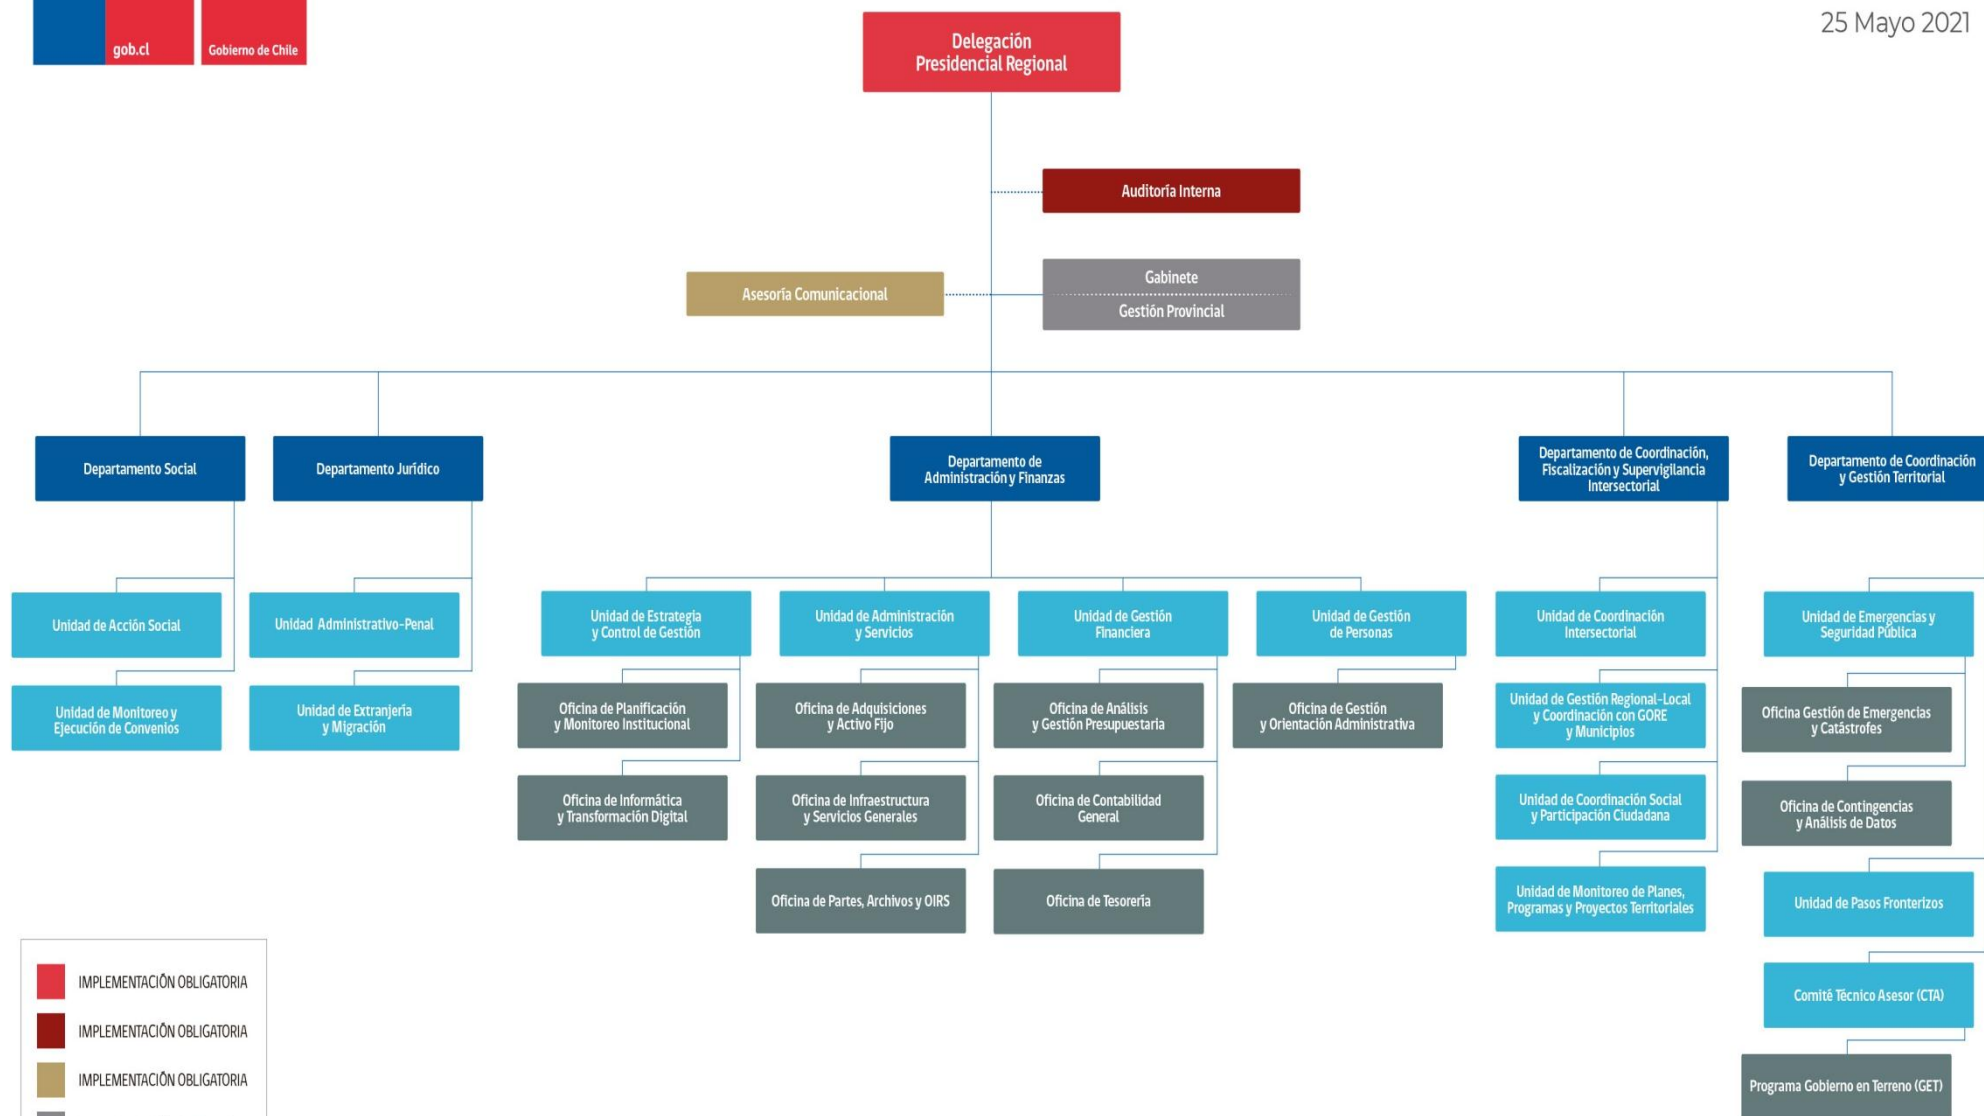 gob.cl
Gobierno de Chile
25 Mayo 2021
Delegación
Presidencial Regional
Auditoría Interna
Asesoría Comunicacional
Gabinete
Gestión Provincial
Departamento Social
Departamento Jurídico
Departamento de
Administración y Finanzas
Departamento de Coordinación,
Fiscalización y Supervigilancia
Intersectorial
Departamento de Coordinación
y Gestión Territorial
Unidad de Acción Social
Unidad de Monitoreo y
Ejecución de Convenios
Unidad Administrativo-Penal
Unidad de Extranjería
y Migración
Unidad de Estrategia
y Control de Gestión
Oficina de Planificación
y Monitoreo Institucional
Oficina de Informática
y Transformación Digital
Unidad de Administración
y Servicios
Oficina de Adquisiciones
y Activo Fijo
Oficina de Infraestructura
y Servicios Generales
Oficina de Partes, Archivos y OIRS
Unidad de Gestión
Financiera
Oficina de Análisis
y Gestión Presupuestaria
Oficina de Contabilidad
General
Oficina de Tesorería
Unidad de Gestión
de Personas
Oficina de Gestión
y Orientación Administrativa
Unidad de Coordinación
Intersectorial
Unidad de Gestión Regional-Local
y Coordinación con GORE
y Municipios
Unidad de Coordinación Social
y Participación Ciudadana
Unidad de Monitoreo de Planes,
Programas y Proyectos Territoriales
Unidad de Emergencias y
Seguridad Pública
Oficina Gestión de Emergencias
y Catástrofes
Oficina de Contingencias
y Análisis de Datos
Unidad de Pasos Fronterizos
Comité Técnico Asesor (CTA)
Programa Gobierno en Terreno (GET)
IMPLEMENTACIÓN OBLIGATORIA
IMPLEMENTACIÓN OBLIGATORIA
IMPLEMENTACIÓN OBLIGATORIA